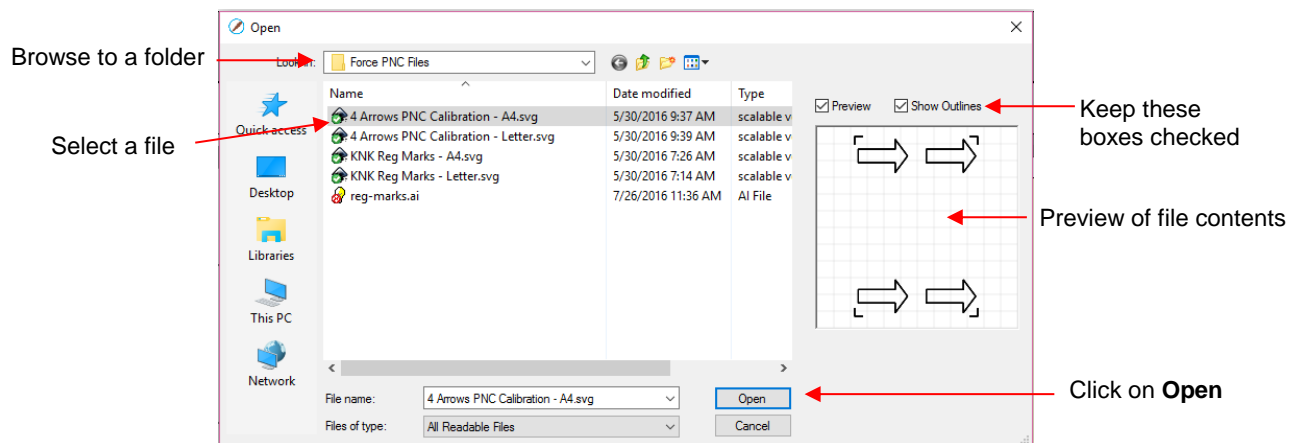 Open
Browse to a folder
Look in:
Force PNC Files
Name
Date modified
Type
4 Arrows PNC Calibration - A4.svg
5/30/2016 9:37 AM
scalable v
4 Arrows PNC Calibration - Letter.svg
5/30/2016 9:39 AM
scalable v
KNK Reg Marks - A4.svg
5/30/2016 7:26 AM
scalable v
KNK Reg Marks - Letter.svg
5/30/2016 7:14 AM
scalable v
reg-marks.ai
7/26/2016 11:36 AM
AI File
Select a file
Quick access
Desktop
Libraries
This PC
Network
Preview
Show Outlines
Keep these
boxes checked
Preview of file contents
File name:
4 Arrows PNC Calibration - A4.svg
Open
Click on Open
Files of type:
All Readable Files
Cancel